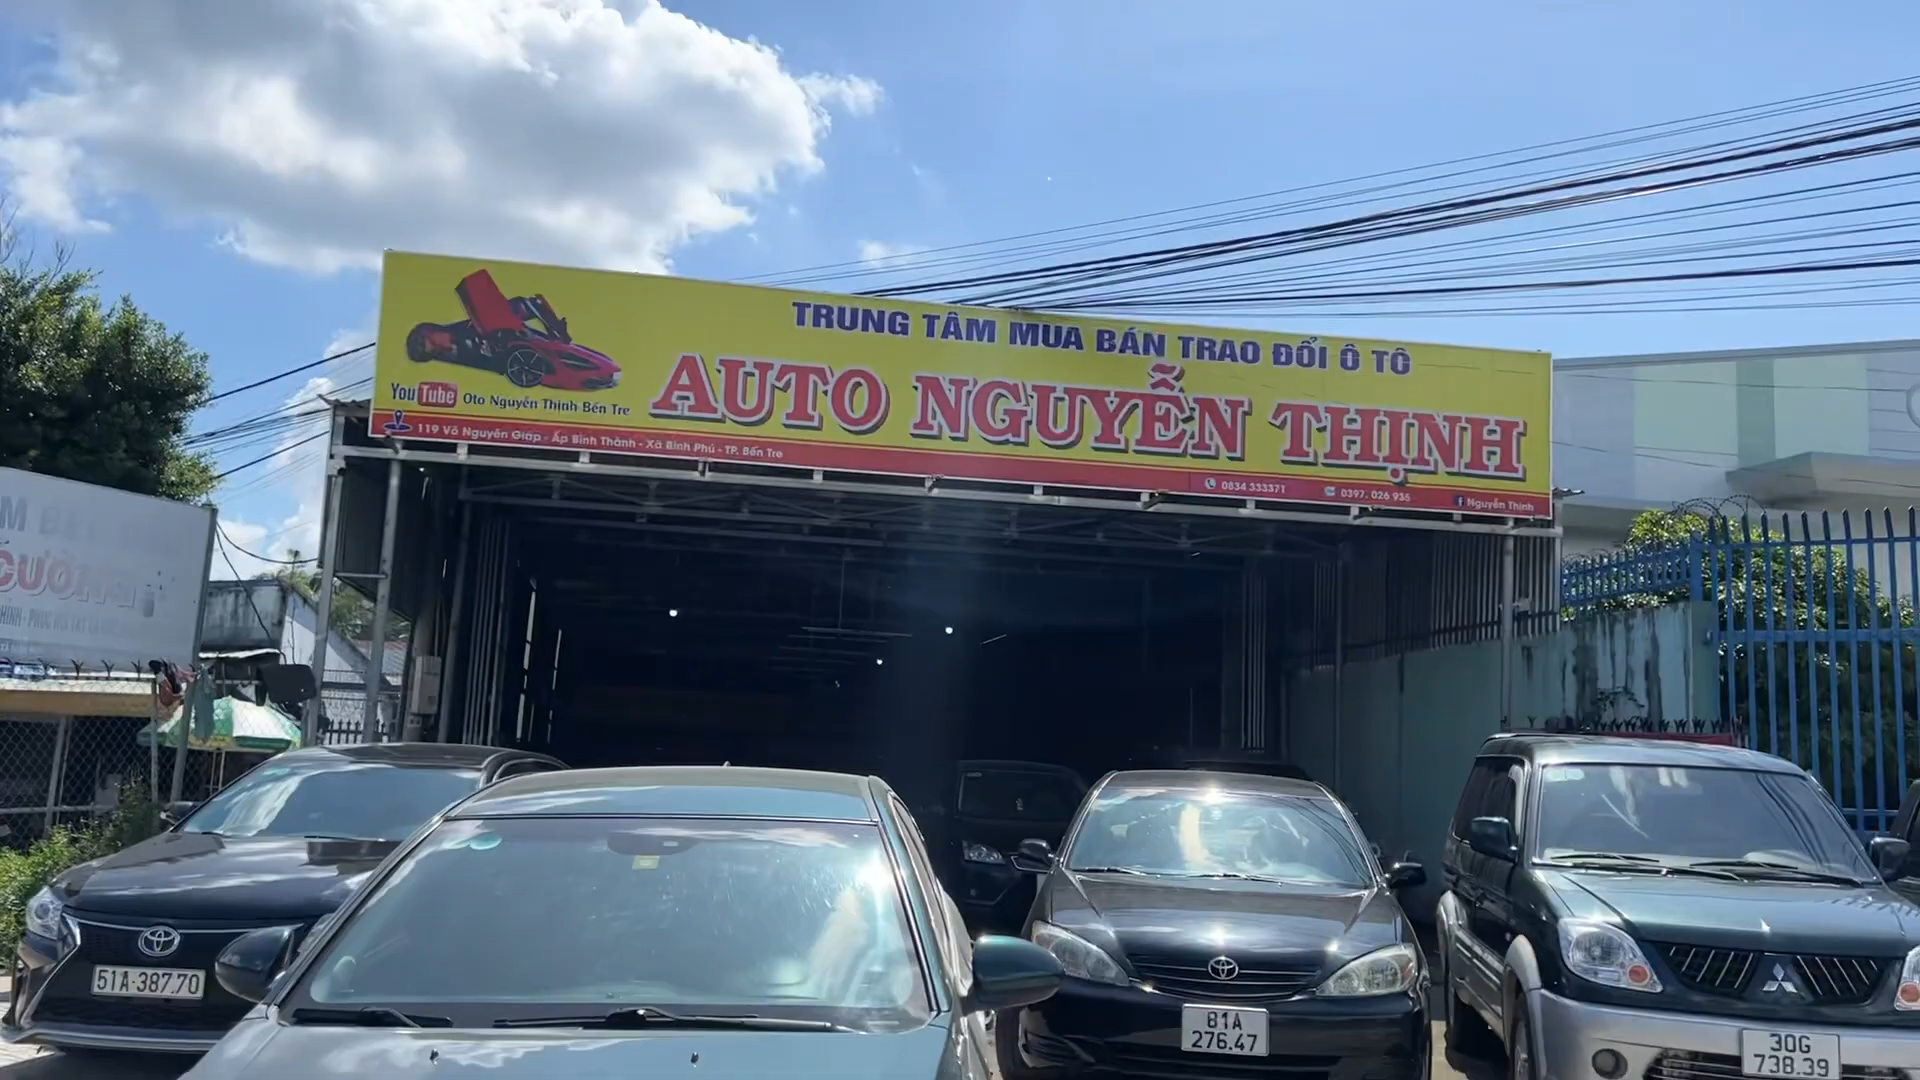 TRUNG TÂM MUA BÁN TRAO ĐỔI Ô TÔ
AUTO NGUYỄN THỊNH
YouTube Oto Nguyễn Thịnh Bến Tre
119 Võ Nguyên Giáp - Ấp Bình Thành - Xã Bình Phú - TP. Bến Tre
0834 333371
0397. 026 936
Nguyễn Thịnh
CƯỜNG
51A-387.70
81A
276.47
30G
738.39